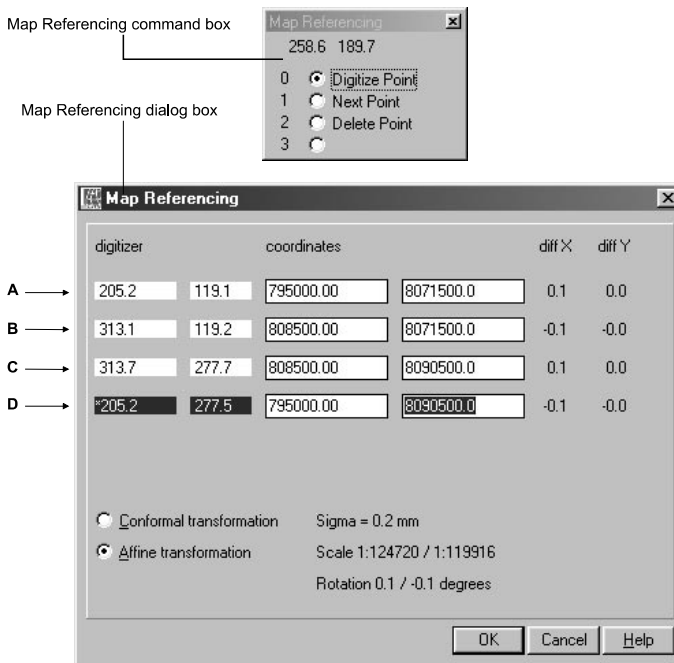 Map Referencing command box
Map Referencing
258.6 189.7
0 Digitize Point
1 Next Point
2 Delete Point
3
Map Referencing dialog box
Map Referencing
digitizer coordinates diff X diff Y
A 205.2 119.1 795000.00 8071500.0 0.1 0.0
B 313.1 119.2 808500.00 8071500.0 -0.1 -0.0
C 313.7 277.7 808500.00 8090500.0 0.1 0.0
D *205.2 277.5 795000.00 8090500.0 -0.1 -0.0
Conformal transformation Sigma = 0.2 mm
Affine transformation Scale 1:124720 / 1:119916
Rotation 0.1 / -0.1 degrees
OK Cancel Help